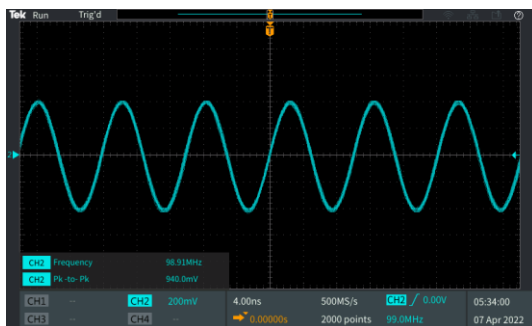 Tek Run Trig'd
T
2
CH2 Frequency 98.91MHz
CH2 Pk -to- Pk 940.0mV
CH1 -- CH2 200mV 4.00ns 500MS/s CH2 0.00V 05:34:00
CH3 -- CH4 -- 0.00000s 2000 points 99.0MHz 07 Apr 2022